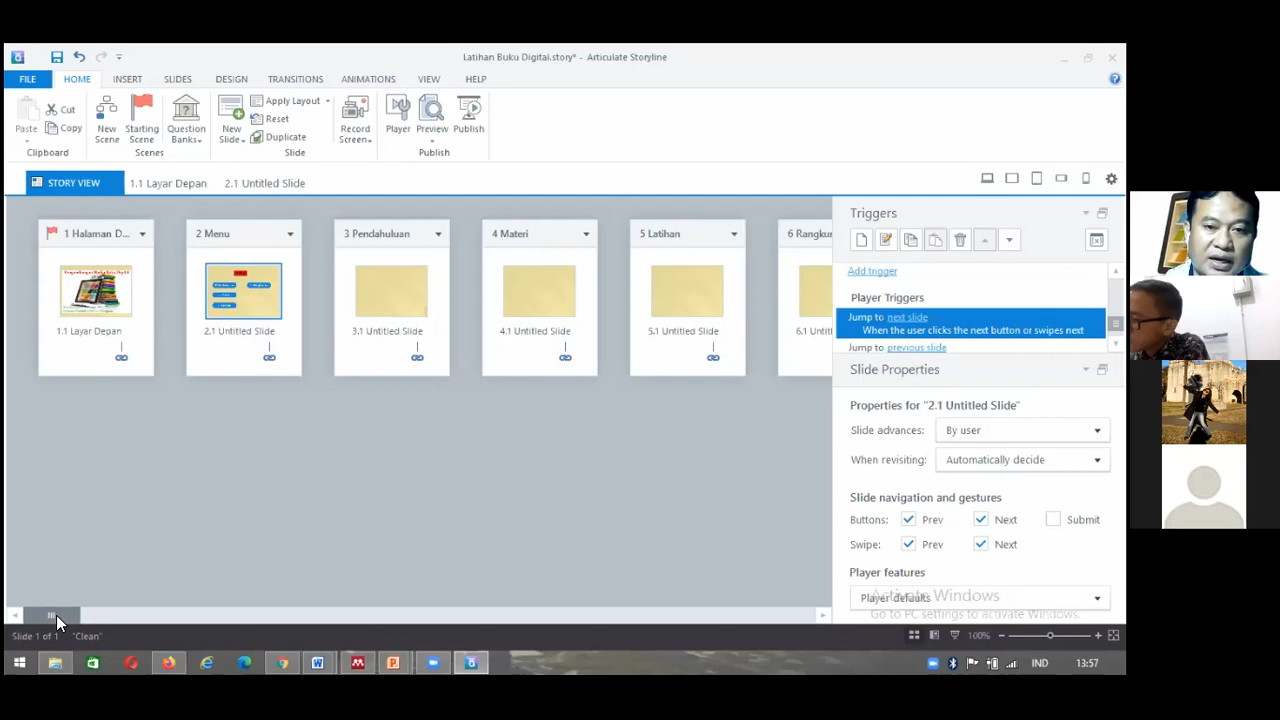 Latihan Buku Digital.story* - Articulate Storyline
FILE HOME INSERT SLIDES DESIGN TRANSITIONS ANIMATIONS VIEW HELP
Paste
Cut
Copy
Clipboard
New Scene
Starting Scene
Scenes
Question Banks
New Slide
Apply Layout
Reset
Duplicate
Slide
Record Screen
Player
Preview
Publish
Publish
STORY VIEW 1.1 Layar Depan 2.1 Untitled Slide
1 Halaman D...
1.1 Layar Depan
2 Menu
2.1 Untitled Slide
3 Pendahuluan
3.1 Untitled Slide
4 Materi
4.1 Untitled Slide
5 Latihan
5.1 Untitled Slide
6 Rangku
6.1 Untit
Triggers
Add trigger
Player Triggers
Jump to next slide
When the user clicks the next button or swipes next
Jump to previous slide
Slide Properties
Properties for "2.1 Untitled Slide"
Slide advances: By user
When revisiting: Automatically decide
Slide navigation and gestures
Buttons: Prev Next Submit
Swipe: Prev Next
Player features
Player defaults
Activate Windows
Go to PC settings to activate Windows.
Slide 1 of 1 "Clean"
100%
IND 13:57